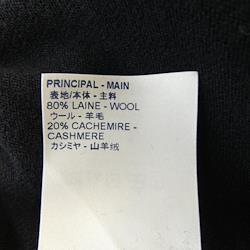 PRINCIPAL - MAIN
表地/本体 - 主料
80% LAINE - WOOL
ウール - 羊毛
20% CACHEMIRE -
CASHMERE
カシミヤ - 山羊绒